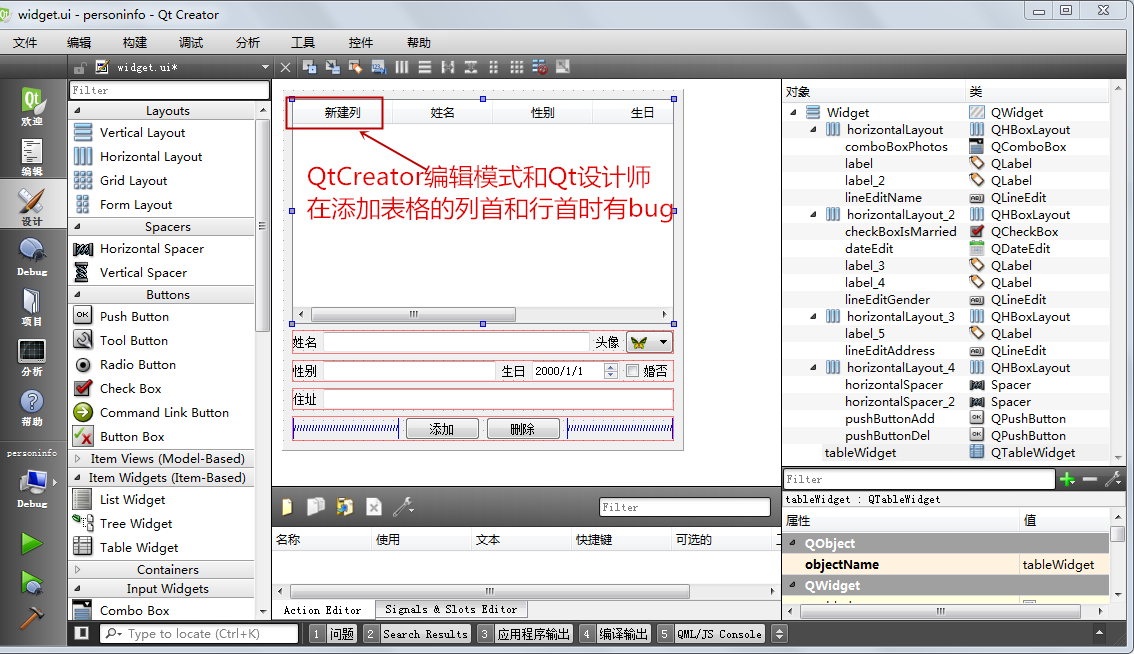 widget.ui - personinfo - Qt Creator
文件 编辑 构建 调试 分析 工具 控件 帮助
widget.ui*
Qt
欢迎
编辑
设计
Debug
项目
分析
帮助
personinfo
Debug
Filter
Layouts
Vertical Layout
Horizontal Layout
Grid Layout
Form Layout
Spacers
Horizontal Spacer
Vertical Spacer
Buttons
OK Push Button
Tool Button
Radio Button
Check Box
Command Link Button
Button Box
Item Views (Model-Based)
Item Widgets (Item-Based)
List Widget
Tree Widget
Table Widget
Containers
Input Widgets
Combo Box
新建列 姓名 性别 生日
QtCreator编辑模式和Qt设计师
在添加表格的列首和行首时有bug
姓名 头像
性别 生日 2000/1/1 婚否
住址
添加 删除
Filter
名称 使用 文本 快捷键 可选的
Action Editor Signals & Slots Editor
对象 类
Widget QWidget
horizontalLayout QHBoxLayout
comboBoxPhotos QComboBox
label QLabel
label_2 QLabel
lineEditName QLineEdit
horizontalLayout_2 QHBoxLayout
checkBoxIsMarried QCheckBox
dateEdit QDateEdit
label_3 QLabel
label_4 QLabel
lineEditGender QLineEdit
horizontalLayout_3 QHBoxLayout
label_5 QLabel
lineEditAddress QLineEdit
horizontalLayout_4 QHBoxLayout
horizontalSpacer Spacer
horizontalSpacer_2 Spacer
pushButtonAdd QPushButton
pushButtonDel QPushButton
tableWidget QTableWidget
Filter
tableWidget : QTableWidget
属性 值
QObject
objectName tableWidget
QWidget
Type to locate (Ctrl+K) 1 问题 2 Search Results 3 应用程序输出 4 编译输出 5 QML/JS Console